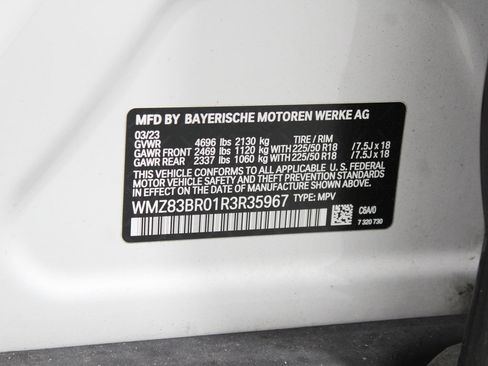 MFD BY BAYERISCHE MOTOREN WERKE AG
03/23
GVWR 4696 lbs 2130 kg TIRE / RIM
GAWR FRONT 2469 lbs 1120 kg WITH 225/50 R18 /7.5J x 18
GAWR REAR 2337 lbs 1060 kg WITH 225/50 R18 /7.5J x 18
THIS VEHICLE CONFORMS TO ALL APPLICABLE U.S. FEDERAL
MOTOR VEHICLE SAFETY, BUMPER, AND THEFT PREVENTION STANDARDS
IN EFFECT ON THE DATE OF MANUFACTURE SHOWN ABOVE.
WMZ83BR01R3R35967 TYPE: MPV
C6A/0
7 320 730